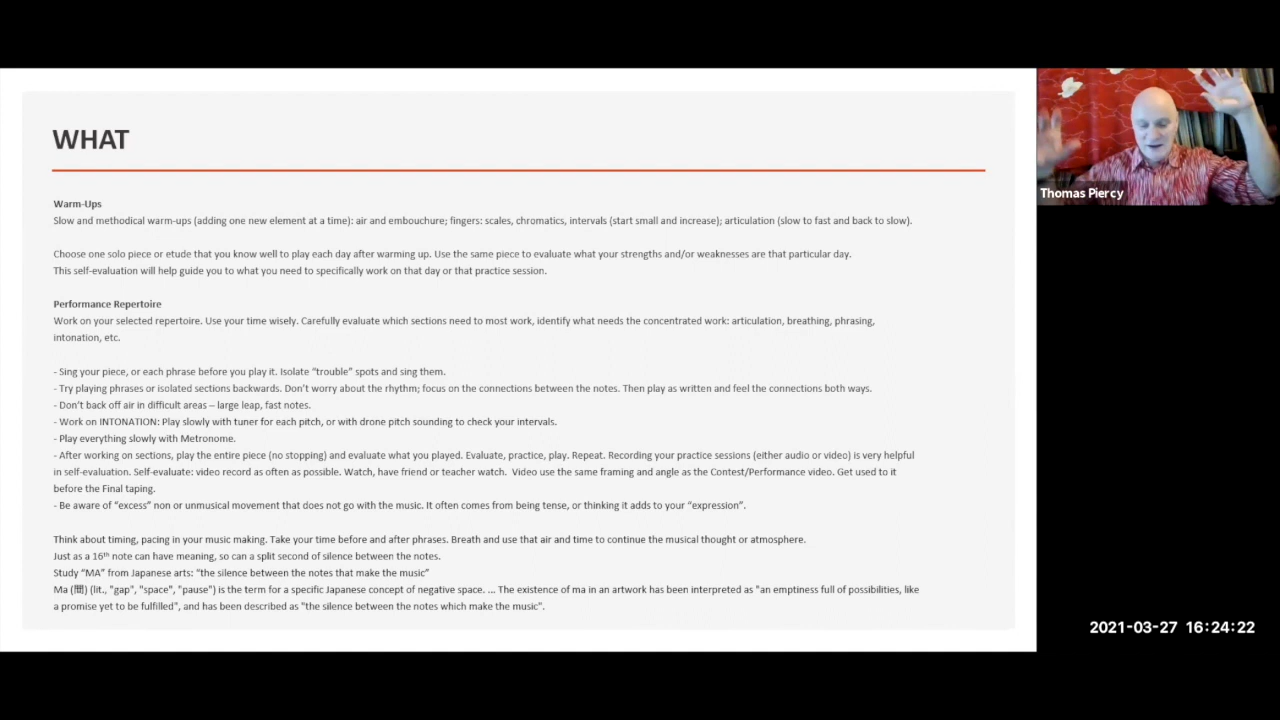 WHAT
Warm-Ups
Slow and methodical warm-ups (adding one new element at a time): air and embouchure; fingers: scales, chromatics, intervals (start small and increase); articulation (slow to fast and back to slow).
Choose one solo piece or etude that you know well to play each day after warming up. Use the same piece to evaluate what your strengths and/or weaknesses are that particular day.
This self-evaluation will help guide you to what you need to specifically work on that day or that practice session.
Performance Repertoire
Work on your selected repertoire. Use your time wisely. Carefully evaluate which sections need to most work, identify what needs the concentrated work: articulation, breathing, phrasing,
intonation, etc.
- Sing your piece, or each phrase before you play it. Isolate “trouble” spots and sing them.
- Try playing phrases or isolated sections backwards. Don’t worry about the rhythm; focus on the connections between the notes. Then play as written and feel the connections both ways.
- Don’t back off air in difficult areas – large leap, fast notes.
- Work on INTONATION: Play slowly with tuner for each pitch, or with drone pitch sounding to check your intervals.
- Play everything slowly with Metronome.
- After working on sections, play the entire piece (no stopping) and evaluate what you played. Evaluate, practice, play. Repeat. Recording your practice sessions (either audio or video) is very helpful
in self-evaluation. Self-evaluate: video record as often as possible. Watch, have friend or teacher watch.  Video use the same framing and angle as the Contest/Performance video. Get used to it
before the Final taping.
- Be aware of “excess” non or unmusical movement that does not go with the music. It often comes from being tense, or thinking it adds to your “expression”.
Think about timing, pacing in your music making. Take your time before and after phrases. Breath and use that air and time to continue the musical thought or atmosphere.
Just as a 16th note can have meaning, so can a split second of silence between the notes.
Study “MA” from Japanese arts: “the silence between the notes that make the music”
Ma (間) (lit., "gap", "space", "pause") is the term for a specific Japanese concept of negative space. ... The existence of ma in an artwork has been interpreted as "an emptiness full of possibilities, like
a promise yet to be fulfilled", and has been described as "the silence between the notes which make the music".
Thomas Piercy
2021-03-27 16:24:22